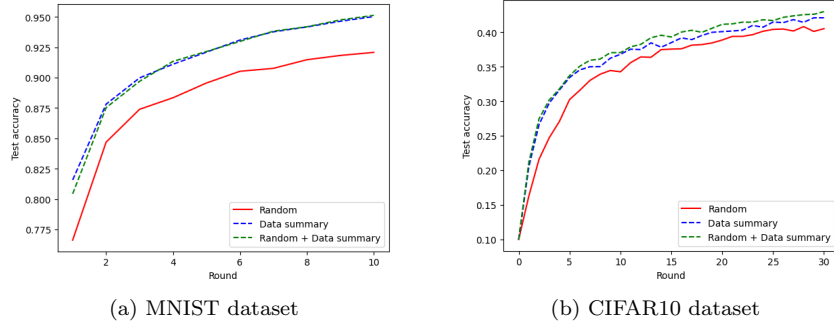 0.950
0.925
0.900
0.875
0.850
0.825
0.800
0.775
Test accuracy
2
4
6
8
10
Round
Random
Data summary
Random + Data summary
(a) MNIST dataset
0.40
0.35
0.30
0.25
0.20
0.15
0.10
Test accuracy
0
5
10
15
20
25
30
Round
Random
Data summary
Random + Data summary
(b) CIFAR10 dataset